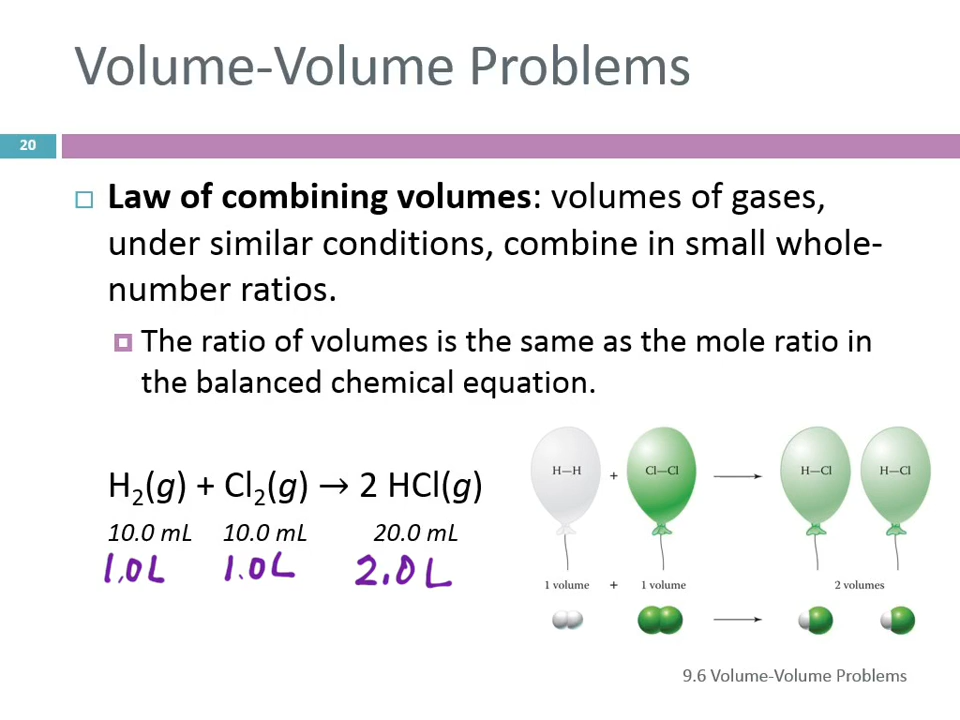 Volume-Volume Problems
20
Law of combining volumes: volumes of gases,
under similar conditions, combine in small whole-
number ratios.
The ratio of volumes is the same as the mole ratio in
the balanced chemical equation.
H₂(g) + Cl₂(g) → 2 HCl(g)
10.0 mL 10.0 mL 20.0 mL
1.0L 1.0L 2.0L
H—H + Cl—Cl → H—Cl H—Cl
1 volume + 1 volume 2 volumes
9.6 Volume-Volume Problems